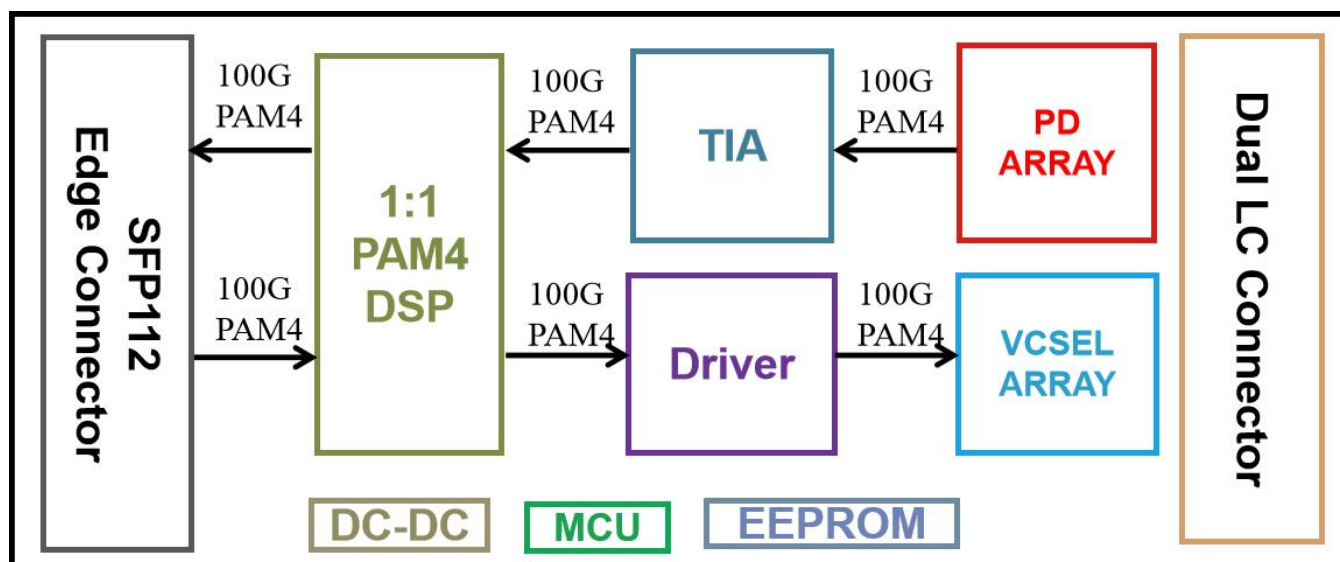 SFP112
Edge Connector
100G
PAM4
100G
PAM4
1:1
PAM4
DSP
100G
PAM4
100G
PAM4
TIA
Driver
100G
PAM4
100G
PAM4
PD
ARRAY
VCSEL
ARRAY
Dual LC Connector
DC-DC
MCU
EEPROM